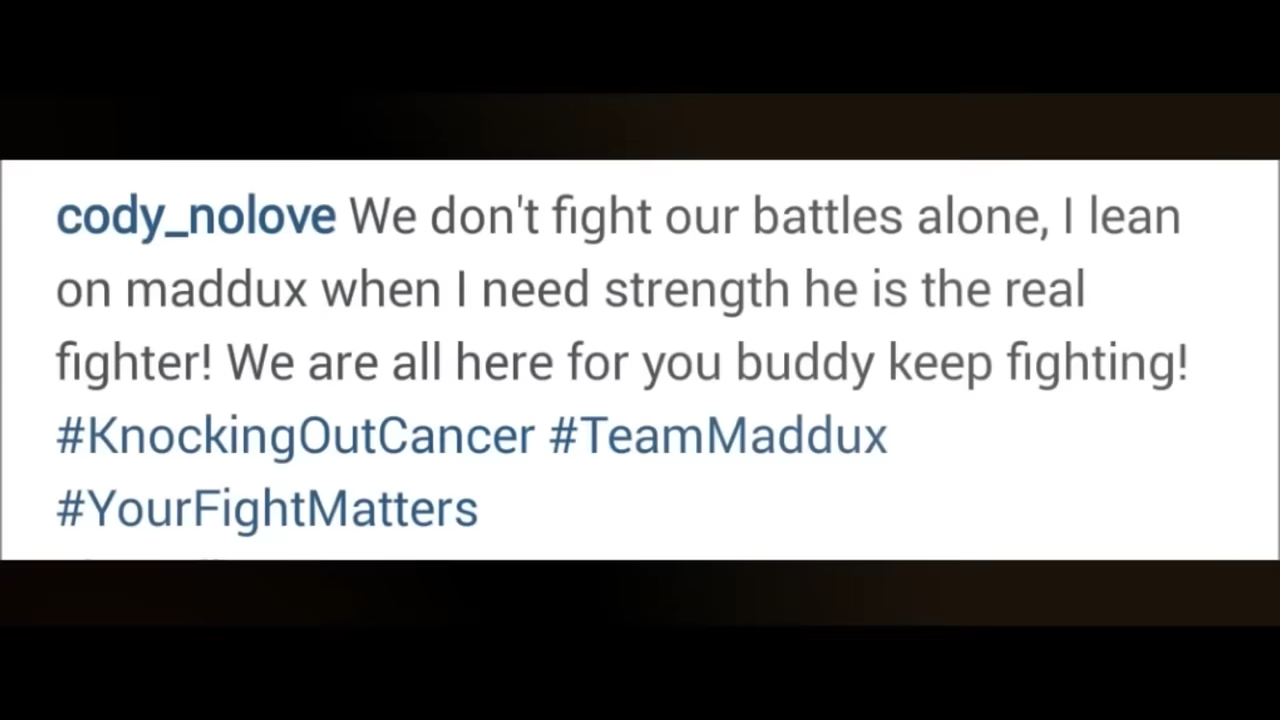 cody_nolove We don't fight our battles alone, I lean
on maddux when I need strength he is the real
fighter! We are all here for you buddy keep fighting!
#KnockingOutCancer #TeamMaddux
#YourFightMatters